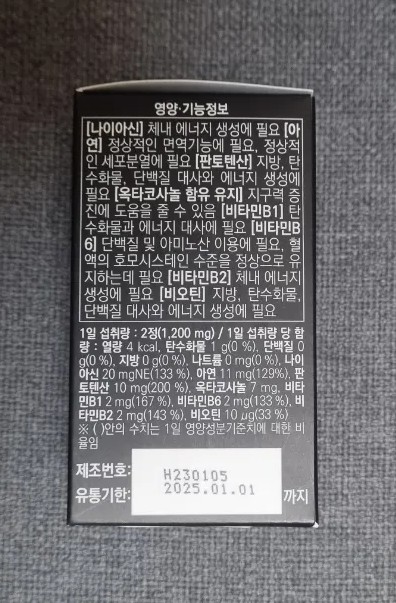 영양·기능정보
[나이아신] 체내 에너지 생성에 필요 [아
연] 정상적인 면역기능에 필요, 정상적
인 세포분열에 필요 [판토텐산] 지방, 탄
수화물, 단백질 대사와 에너지 생성에
필요 [옥타코사놀 함유 유지] 지구력 증
진에 도움을 줄 수 있음 [비타민B1] 탄
수화물과 에너지 대사에 필요 [비타민B
6] 단백질 및 아미노산 이용에 필요, 혈
액의 호모시스테인 수준을 정상으로 유
지하는데 필요 [비타민B2] 체내 에너지
생성에 필요 [비오틴] 지방, 탄수화물,
단백질 대사와 에너지 생성에 필요
1일 섭취량 : 2정(1,200 mg) / 1일 섭취량 당 함
량 : 열량 4 kcal, 탄수화물 1 g(0 %), 단백질 0
g(0 %), 지방 0 g(0 %), 나트륨 0 mg(0 %), 나이
아신 20 mgNE(133 %), 아연 11 mg(129%), 판
토텐산 10 mg(200 %), 옥타코사놀 7 mg, 비타
민B1 2 mg(167 %), 비타민B6 2 mg(133 %), 비
타민B2 2 mg(143 %), 비오틴 10 µg(33 %)
※ ( )안의 수치는 1일 영양성분기준치에 대한 비
율임
제조번호: H230105
유통기한: 2025.01.01 까지